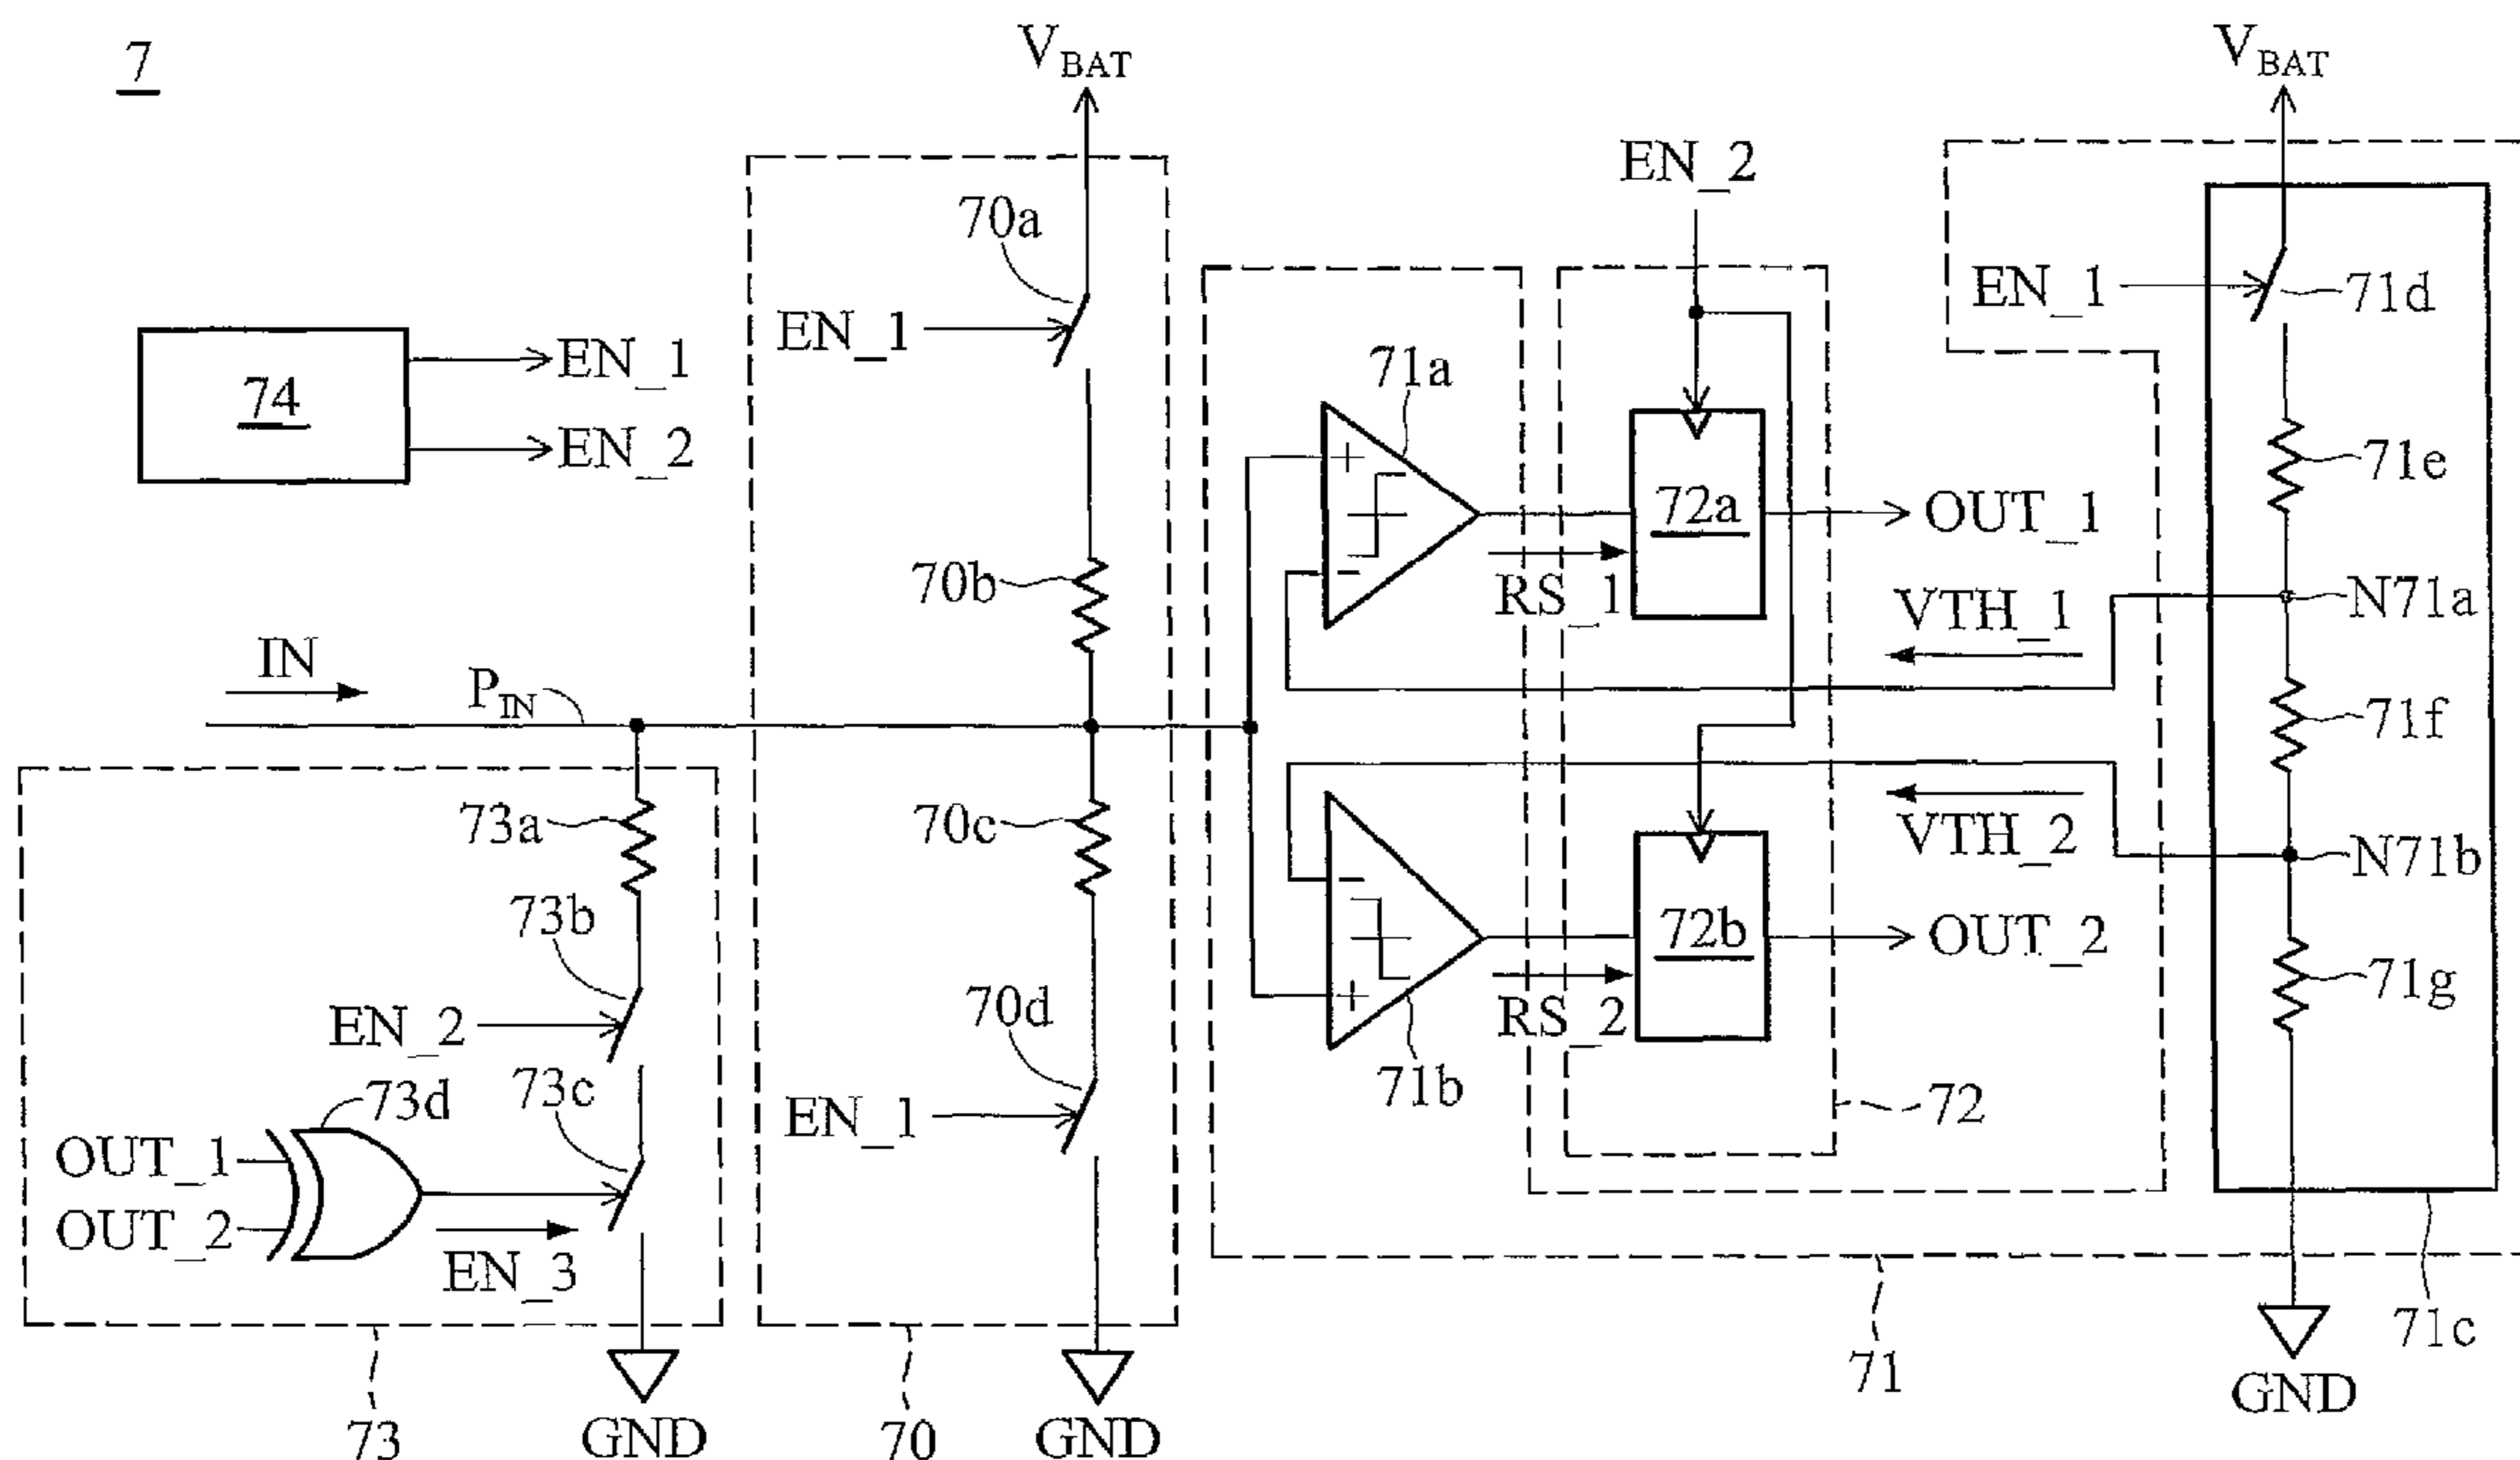 7
V_BAT
V_BAT
EN_2
70a
EN_1
EN_1
71d
74
EN_1
EN_2
71a
71e
70b
72a
OUT_1
RS_1
VTH_1
N71a
IN
P_IN
71f
73a
70c
VTH_2
N71b
73b
72b
OUT_2
EN_2
70d
RS_2
71g
73d
73c
EN_1
71b
72
OUT_1
OUT_2
EN_3
71
71c
73
GND
70
GND
GND